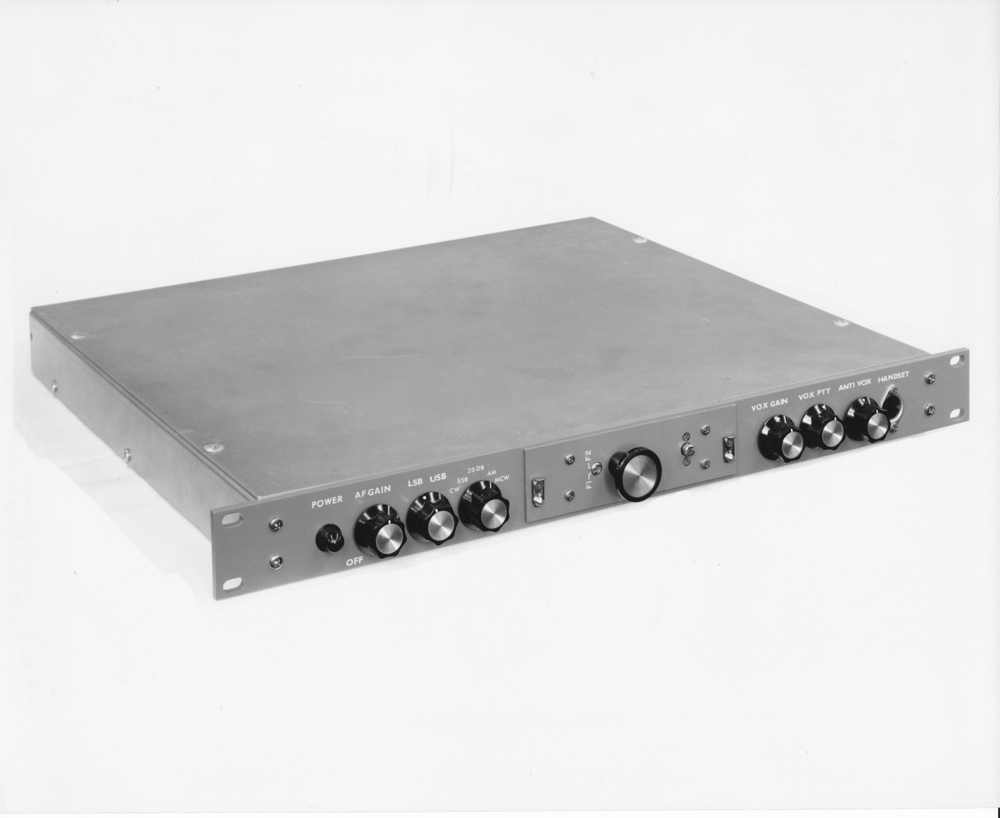 POWER
AF GAIN
OFF
LSB USB
CW
SSB
20 DB
AM
MCW
F1
F2
VOX GAIN
VOX PTT
ANTI VOX
HANDSET